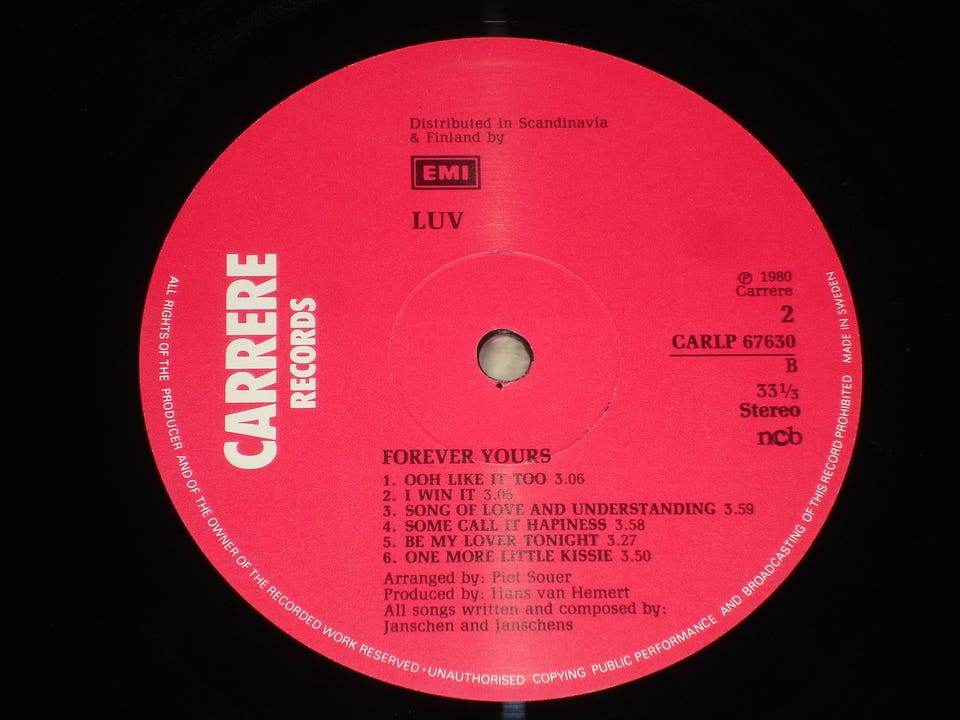 Distributed in Scandinavia
& Finland by
EMI
LUV
CARRERE
RECORDS
℗ 1980
Carrere
2
CARLP 67630
B
33⅓
Stereo
ncb
FOREVER YOURS
1. OOH LIKE IT TOO 3.06
2. I WIN IT 3.05
3. SONG OF LOVE AND UNDERSTANDING 3.59
4. SOME CALL IT HAPINESS 3.58
5. BE MY LOVER TONIGHT 3.27
6. ONE MORE LITTLE KISSIE 3.50
Arranged by: Piet Souer
Produced by: Hans van Hemert
All songs written and composed by:
Janschen and Janschens
ALL RIGHTS OF THE PRODUCER AND OF THE OWNER OF THE RECORDED WORK RESERVED • UNAUTHORISED COPYING PUBLIC PERFORMANCE AND BROADCASTING OF THIS RECORD PROHIBITED MADE IN SWEDEN